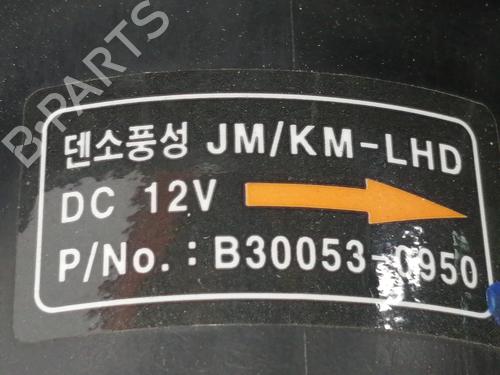 B-PARTS
덴소풍성 JM/KM-LHD
DC 12V
P/No. : B30053-0950